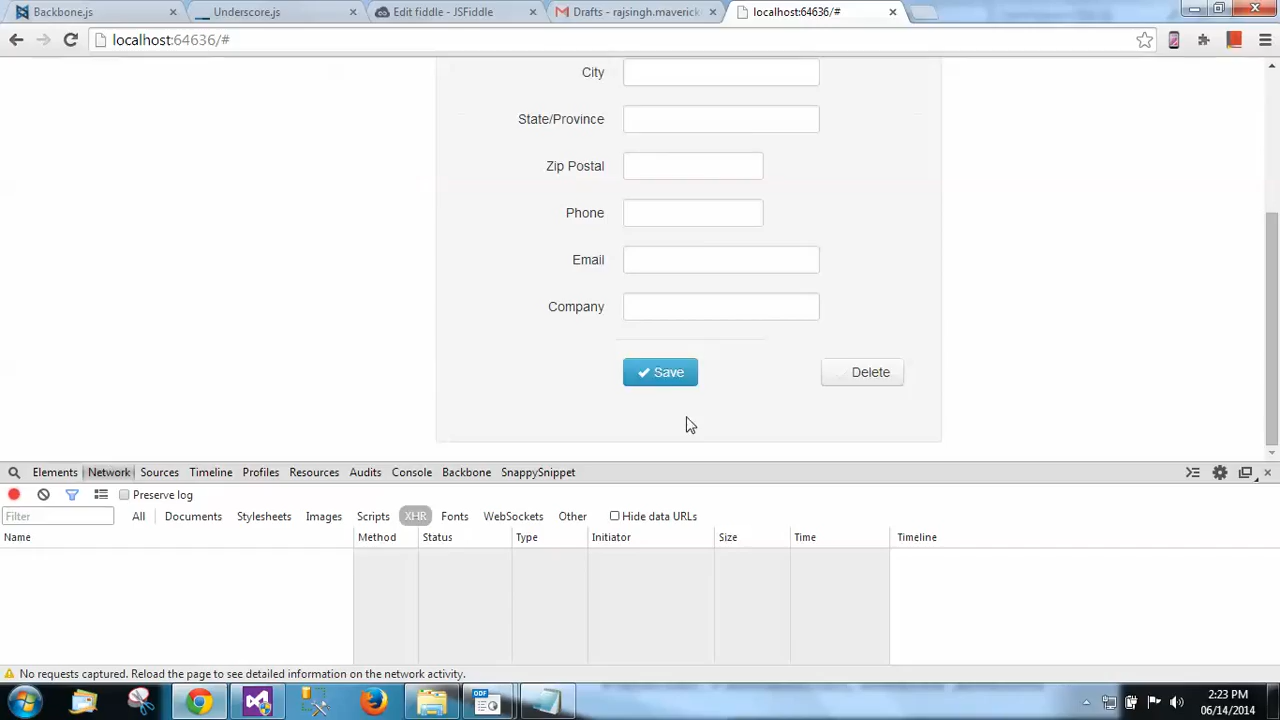 Backbone.js
Underscore.js
Edit fiddle - JSFiddle
Drafts - rajsingh.maverick
localhost:64636/#
localhost:64636/#
City
State/Province
Zip Postal
Phone
Email
Company
Save
Delete
Elements Network Sources Timeline Profiles Resources Audits Console Backbone SnappySnippet
Preserve log
Filter All Documents Stylesheets Images Scripts XHR Fonts WebSockets Other Hide data URLs
Name Method Status Type Initiator Size Time Timeline
No requests captured. Reload the page to see detailed information on the network activity.
ODF
2:23 PM
06/14/2014